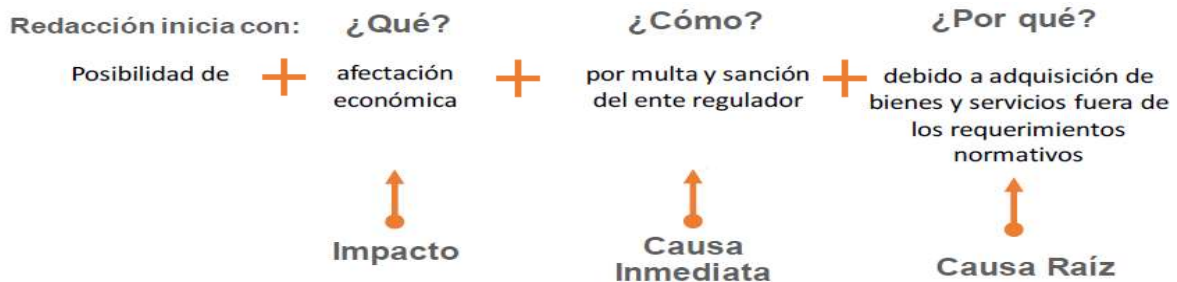 Redacción inicia con:
¿Qué?
¿Cómo?
¿Por qué?
Posibilidad de
+
afectación
económica
+
por multa y sanción
del ente regulador
+
debido a adquisición de
bienes y servicios fuera de
los requerimientos
normativos
Impacto
Causa
Inmediata
Causa Raíz